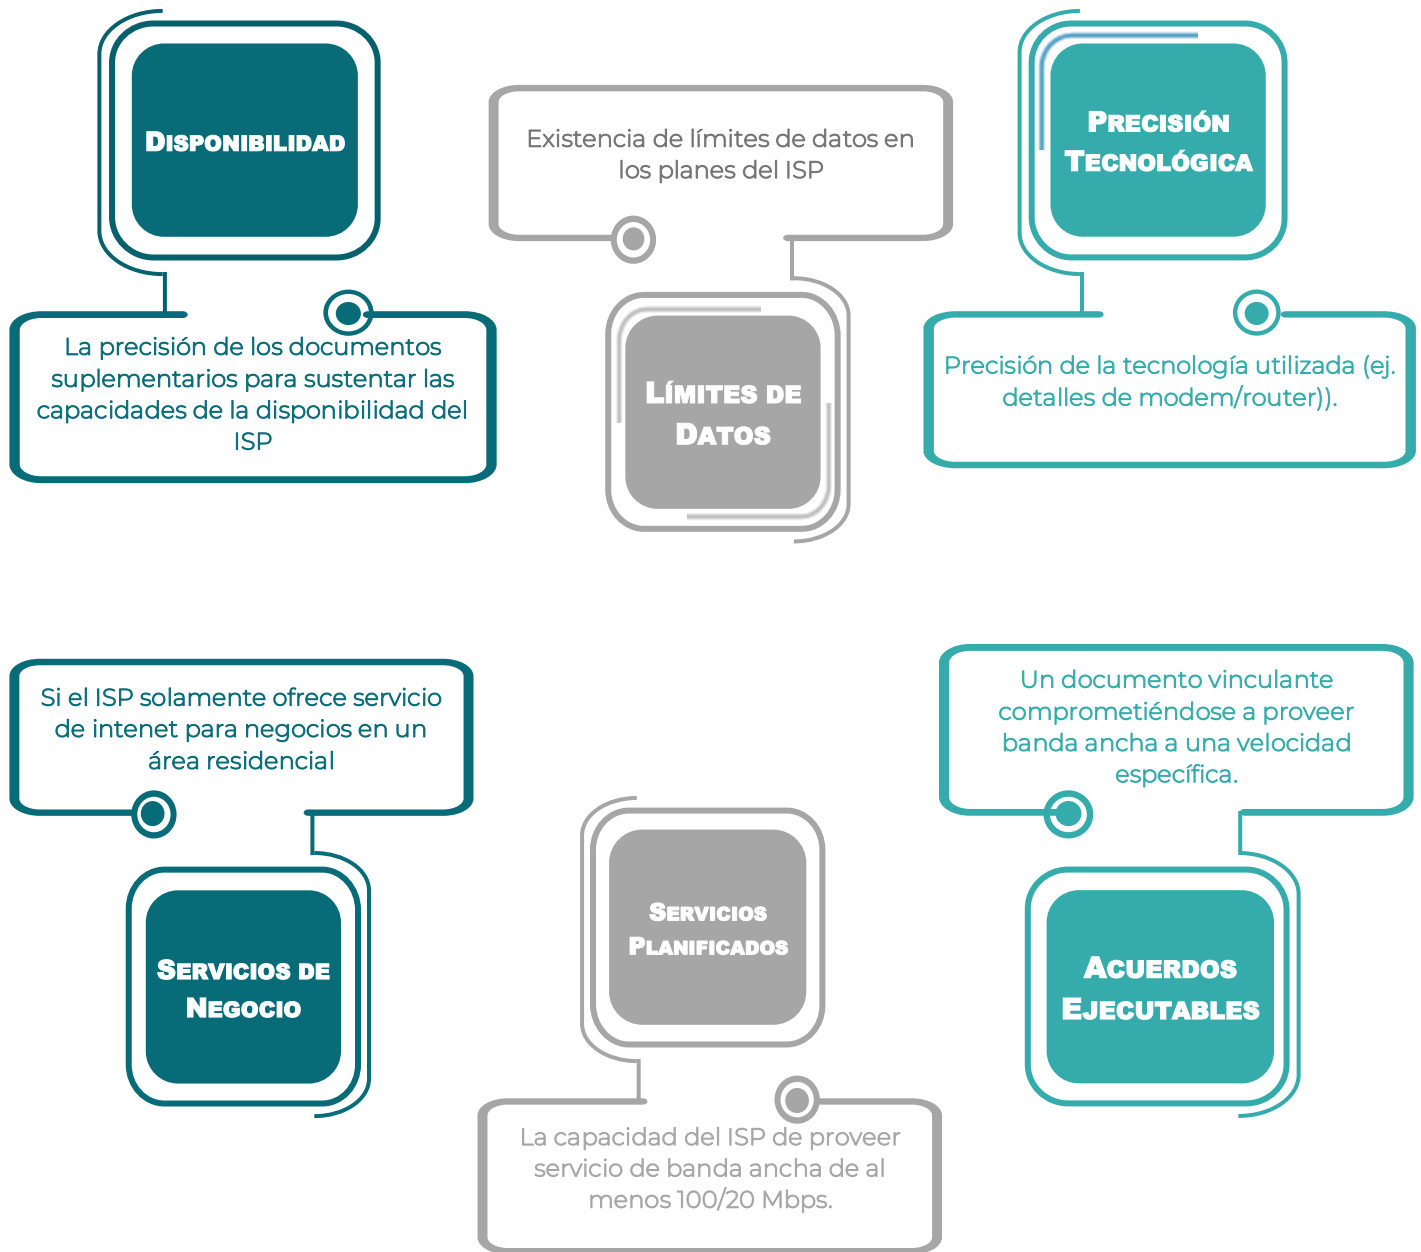 DISPONIBILIDAD
La precisión de los documentos
suplementarios para sustentar las
capacidades de la disponibilidad del
ISP
Existencia de límites de datos en
los planes del ISP
LÍMITES DE
DATOS
PRECISIÓN
TECNOLÓGICA
Precisión de la tecnología utilizada (ej.
detalles de modem/router)).
Si el ISP solamente ofrece servicio
de intenet para negocios en un
área residencial
SERVICIOS DE
NEGOCIO
SERVICIOS
PLANIFICADOS
La capacidad del ISP de proveer
servicio de banda ancha de al
menos 100/20 Mbps.
Un documento vinculante
comprometiéndose a proveer
banda ancha a una velocidad
específica.
ACUERDOS
EJECUTABLES